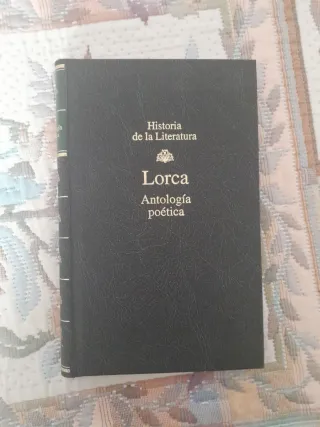 Historia
de la Literatura
Lorca
Antología
poética